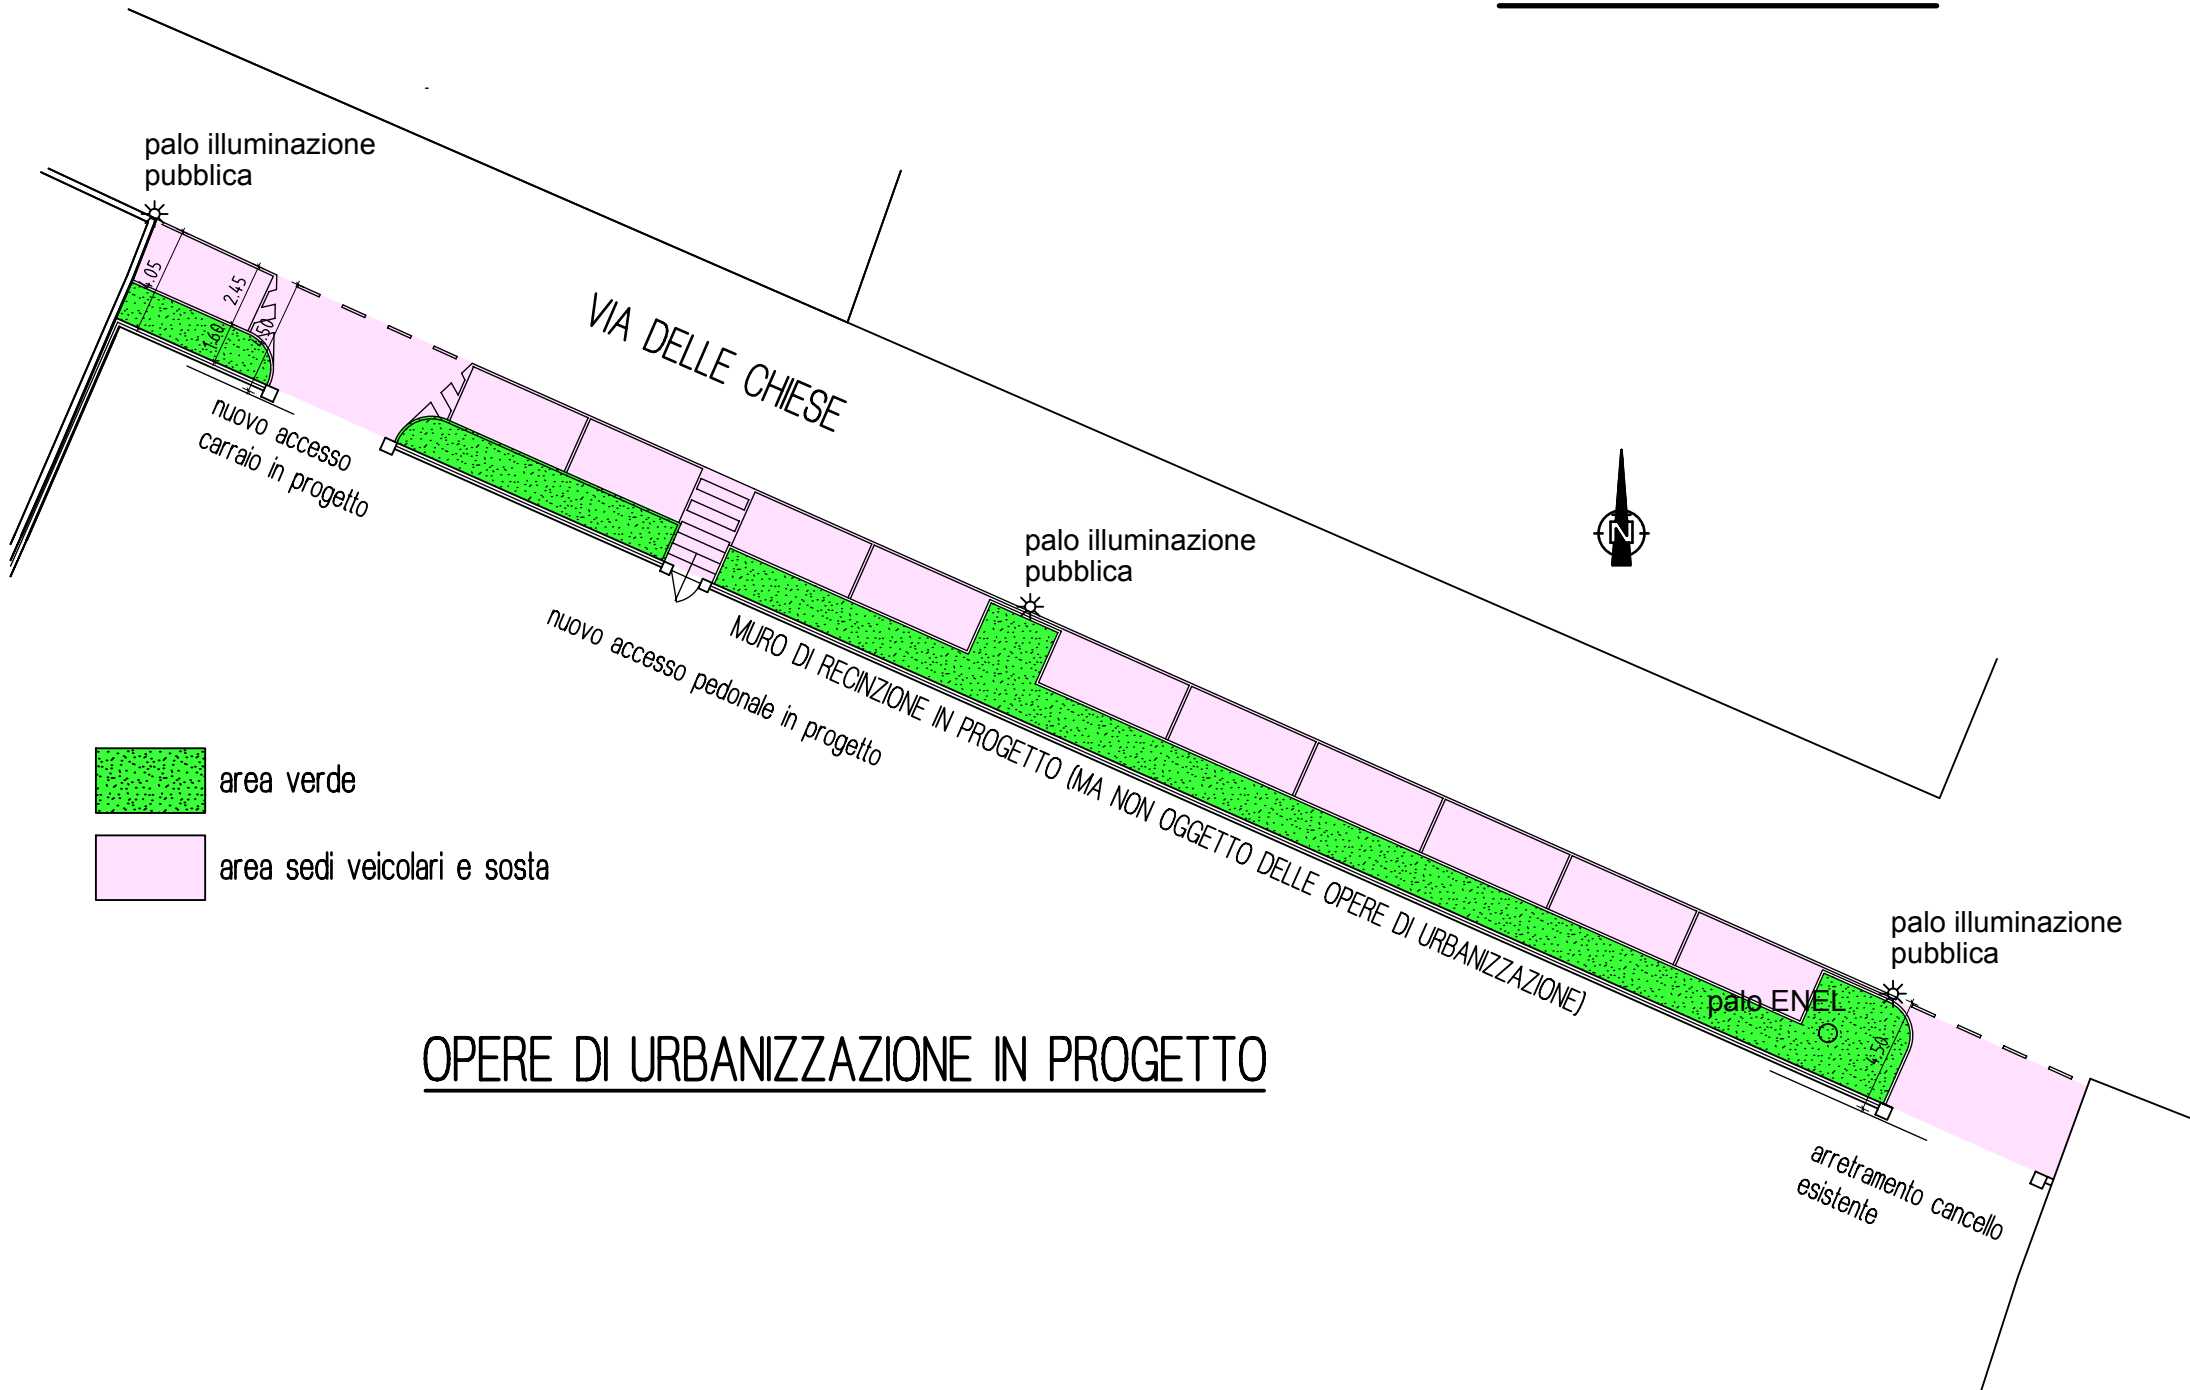 palo illuminazione
pubblica
4.05
2.45
1.60
VIA DELLE CHIESE
nuovo accesso
carraio in progetto
N
palo illuminazione
pubblica
nuovo accesso pedonale in progetto
MURO DI RECINZIONE IN PROGETTO (MA NON OGGETTO DELLE OPERE DI URBANIZZAZIONE)
area verde
area sedi veicolari e sosta
palo illuminazione
pubblica
palo ENEL
4.50
OPERE DI URBANIZZAZIONE IN PROGETTO
arretramento cancello
esistente